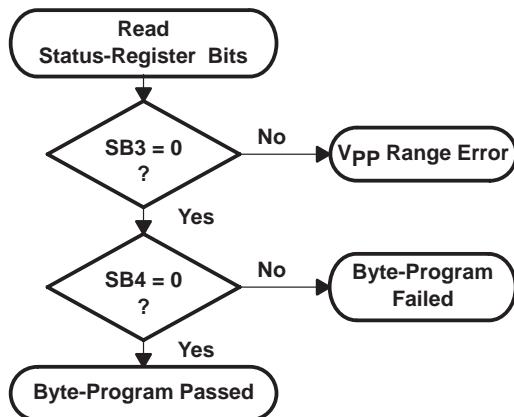 Read
Status-Register Bits
SB3 = 0
?
No
VPP Range Error
Yes
SB4 = 0
?
No
Byte-Program
Failed
Yes
Byte-Program Passed